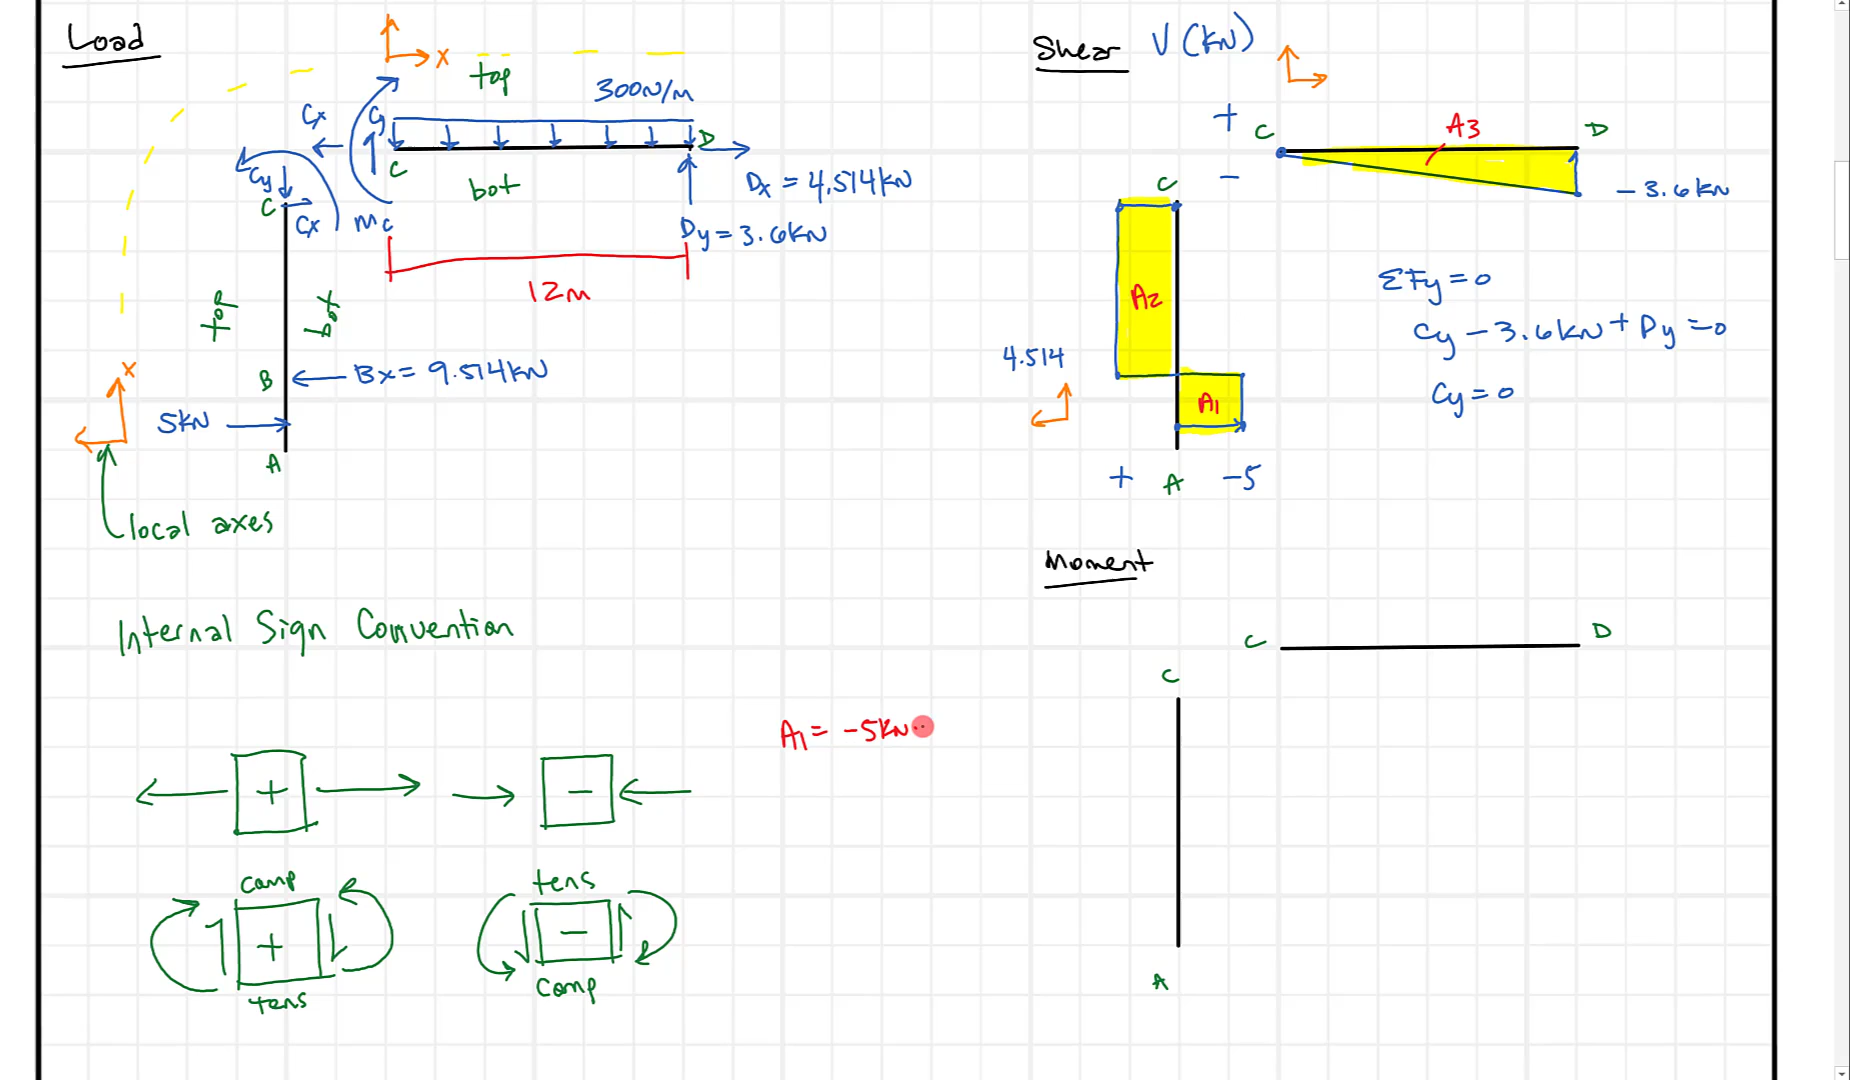 Load
x
top
300N/M
Cx
Cy
D
C
bot
Dx = 4.514kN
Cy
C
Cx
Mc
Dy = 3.6kN
12m
top
bot
x
B
Bx = 9.514kN
5kN
A
local axes
Shear V (kN)
+
C
A3
D
-
-3.6kN
C
A2
ΣFy = 0
Cy - 3.6kN + Dy = 0
Cy = 0
4.514
A1
+ A -5
Moment
C
D
C
A
Internal Sign Convention
A1 = -5kN·
+
-
comp
+
tens
tens
-
comp